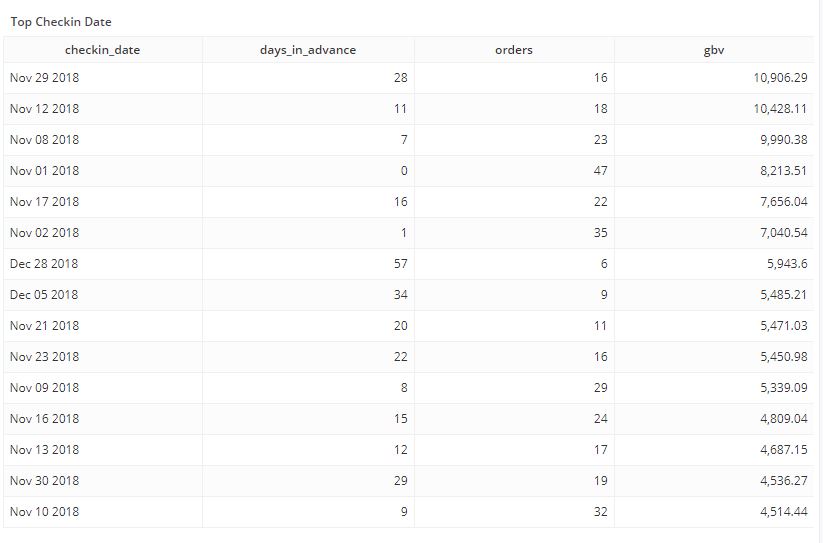 Top Checkin Date
checkin_date days_in_advance orders gbv
Nov 29 2018 28 16 10,906.29
Nov 12 2018 11 18 10,428.11
Nov 08 2018 7 23 9,990.38
Nov 01 2018 0 47 8,213.51
Nov 17 2018 16 22 7,656.04
Nov 02 2018 1 35 7,040.54
Dec 28 2018 57 6 5,943.6
Dec 05 2018 34 9 5,485.21
Nov 21 2018 20 11 5,471.03
Nov 23 2018 22 16 5,450.98
Nov 09 2018 8 29 5,339.09
Nov 16 2018 15 24 4,809.04
Nov 13 2018 12 17 4,687.15
Nov 30 2018 29 19 4,536.27
Nov 10 2018 9 32 4,514.44